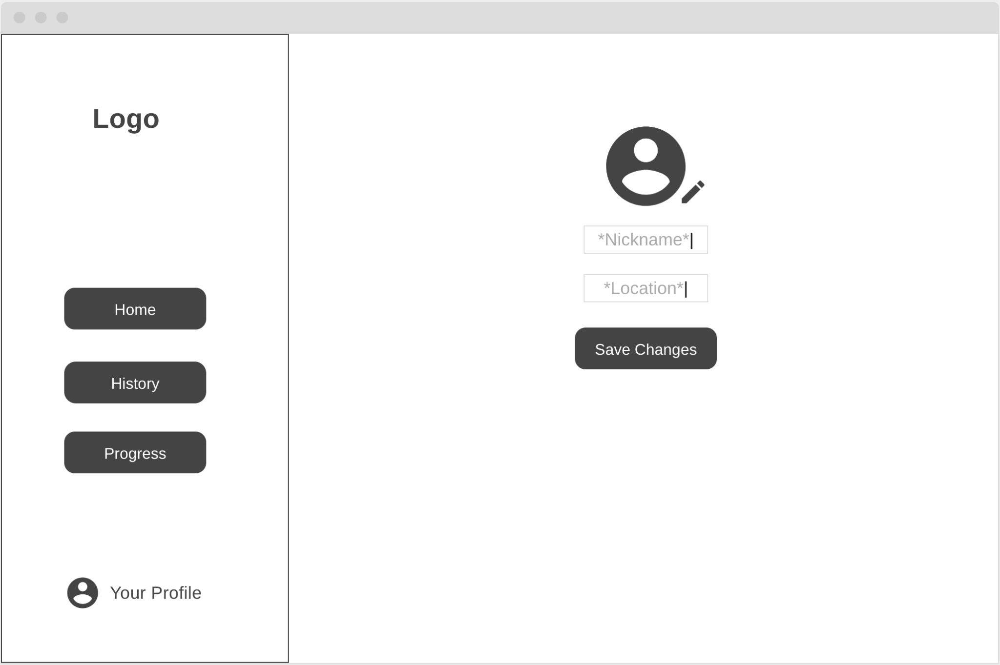 Logo
Home
History
Progress
Your Profile
*Nickname*|
*Location*|
Save Changes